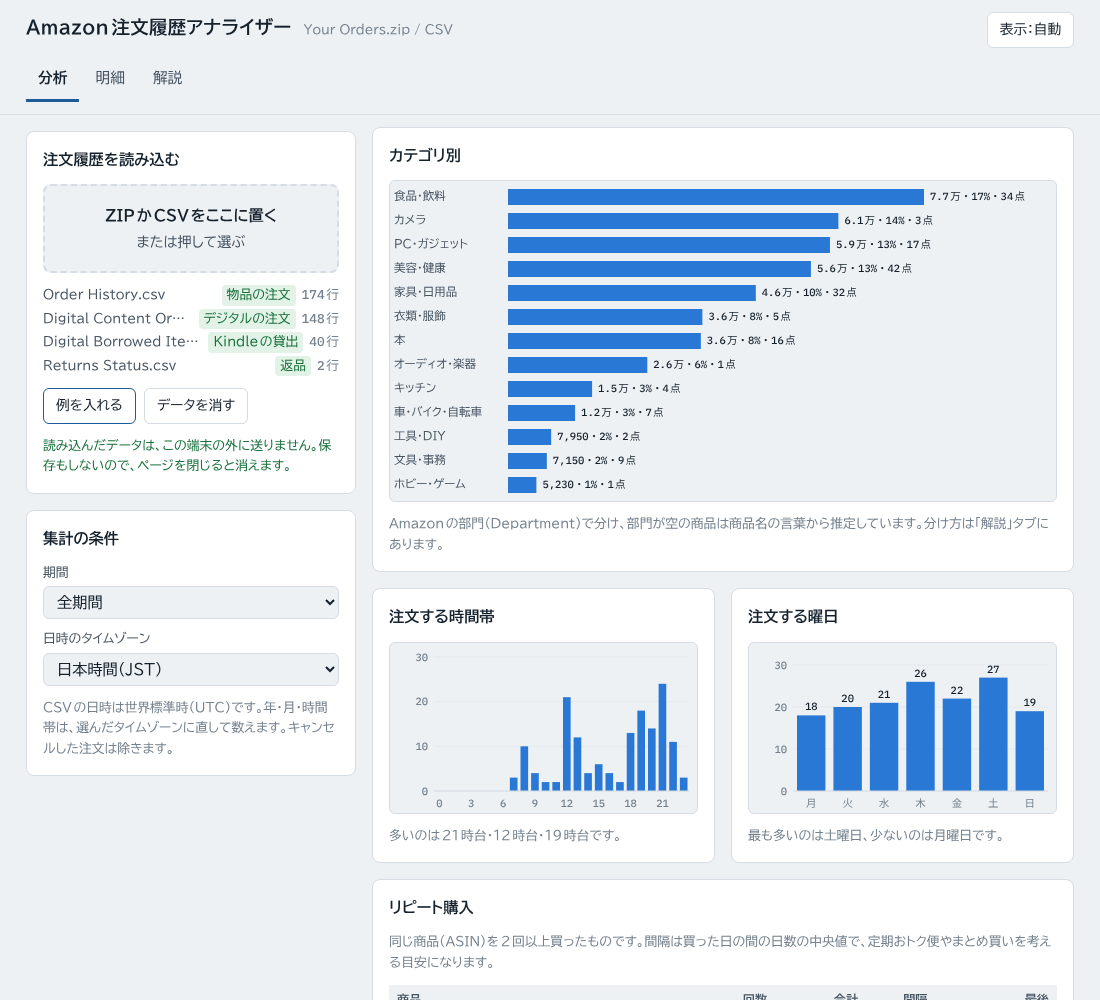 Amazon注文履歴アナライザー Your Orders.zip / CSV
表示:自動
分析 明細 解説
注文履歴を読み込む
ZIPかCSVをここに置く
または押して選ぶ
Order History.csv 物品の注文 174行
Digital Content Or… デジタルの注文 148行
Digital Borrowed Ite… Kindleの貸出 40行
Returns Status.csv 返品 2行
例を入れる データを消す
読み込んだデータは、この端末の外に送りません。保
存もしないので、ページを閉じると消えます。
集計の条件
期間
全期間
日時のタイムゾーン
日本時間(JST)
CSVの日時は世界標準時(UTC)です。年・月・時間
帯は、選んだタイムゾーンに直して数えます。キャンセ
ルした注文は除きます。
カテゴリ別
食品・飲料 7.7万・17%・34点
カメラ 6.1万・14%・3点
PC・ガジェット 5.9万・13%・17点
美容・健康 5.6万・13%・42点
家具・日用品 4.6万・10%・32点
衣類・服飾 3.6万・8%・5点
本 3.6万・8%・16点
オーディオ・楽器 2.6万・6%・1点
キッチン 1.5万・3%・4点
車・バイク・自転車 1.2万・3%・7点
工具・DIY 7,950・2%・2点
文具・事務 7,150・2%・9点
ホビー・ゲーム 5,230・1%・1点
Amazonの部門(Department)で分け、部門が空の商品は商品名の言葉から推定しています。分け方は「解説」タブに
あります。
注文する時間帯
30
20
10
0
0 3 6 9 12 15 18 21
多いのは21時台・12時台・19時台です。
注文する曜日
30
20
10
0
18 20 21 26 22 27 19
月 火 水 木 金 土 日
最も多いのは土曜日、少ないのは月曜日です。
リピート購入
同じ商品(ASIN)を2回以上買ったものです。間隔は買った日の間の日数の中央値で、定期おトク便やまとめ買いを考え
る目安になります。
商品 回数 合計 間隔 最後